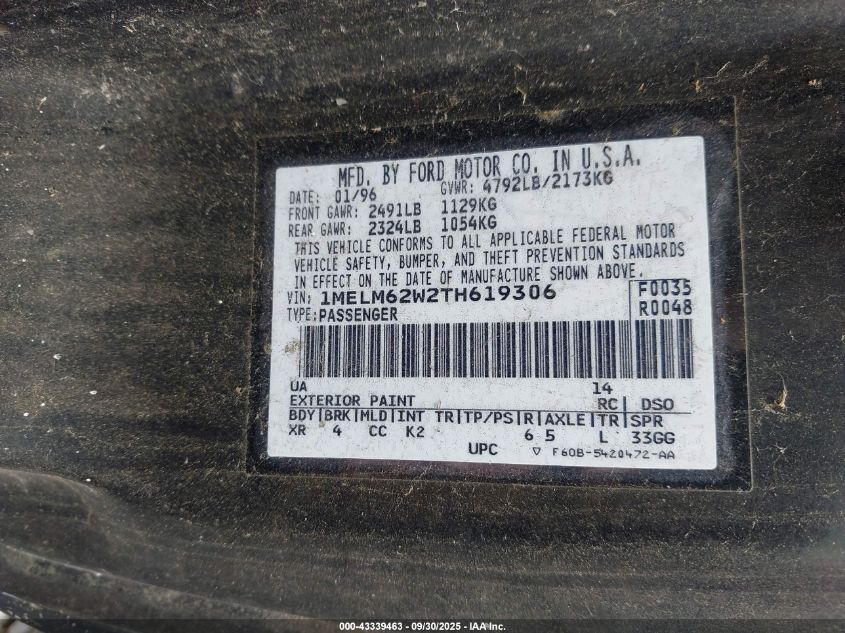 MFD. BY FORD MOTOR CO. IN U.S.A.
DATE: 01/96 GVWR: 4792LB/2173KG
FRONT GAWR: 2491LB 1129KG
REAR GAWR: 2324LB 1054KG
THIS VEHICLE CONFORMS TO ALL APPLICABLE FEDERAL MOTOR
VEHICLE SAFETY, BUMPER, AND THEFT PREVENTION STANDARDS
IN EFFECT ON THE DATE OF MANUFACTURE SHOWN ABOVE.
VIN: 1MELM62W2TH619306 F0035
TYPE: PASSENGER R0048
UA 14
EXTERIOR PAINT RC DSO
BDY BRK MLD INT TR TP/PS R AXLE TR SPR
XR 4 CC K2 6 5 L 33GG
UPC F60B-5420472-AA
000-43339463 - 09/30/2025 - IAA Inc.